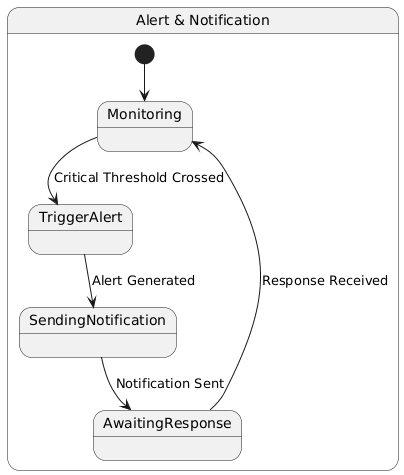 Alert & Notification
Monitoring
Critical Threshold Crossed
TriggerAlert
Alert Generated
Response Received
SendingNotification
Notification Sent
AwaitingResponse